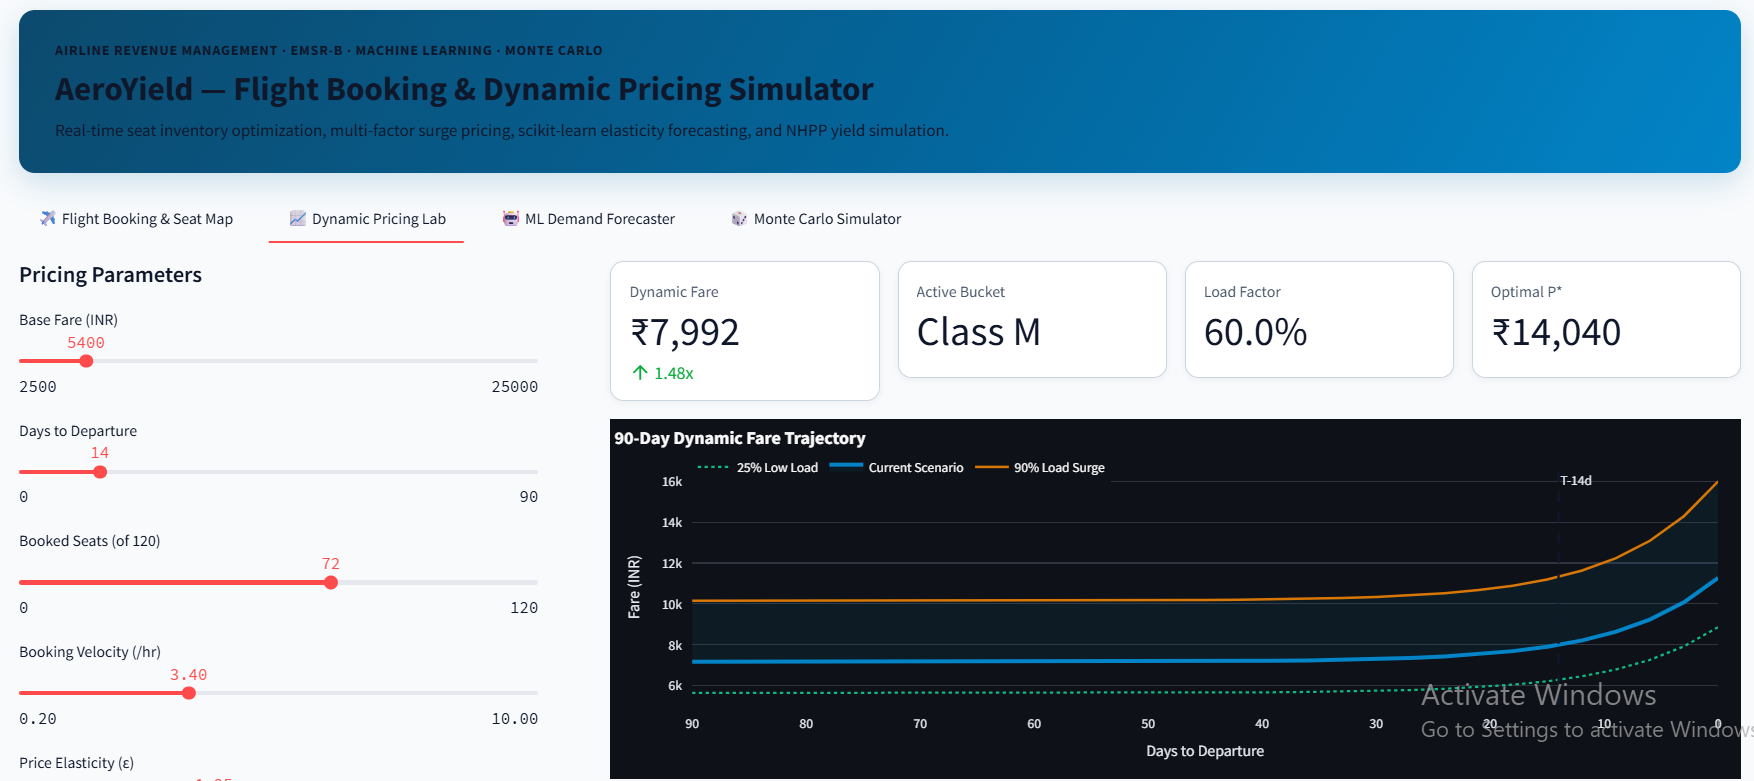 AIRLINE REVENUE MANAGEMENT · EMSR-B · MACHINE LEARNING · MONTE CARLO
AeroYield — Flight Booking & Dynamic Pricing Simulator
Real-time seat inventory optimization, multi-factor surge pricing, scikit-learn elasticity forecasting, and NHPP yield simulation.
Flight Booking & Seat Map
Dynamic Pricing Lab
ML Demand Forecaster
Monte Carlo Simulator
Pricing Parameters
Base Fare (INR)
5400
2500 25000
Days to Departure
14
0 90
Booked Seats (of 120)
72
0 120
Booking Velocity (/hr)
3.40
0.20 10.00
Price Elasticity (ε)
Dynamic Fare
₹7,992
↑ 1.48x
Active Bucket
Class M
Load Factor
60.0%
Optimal P*
₹14,040
90-Day Dynamic Fare Trajectory
25% Low Load Current Scenario 90% Load Surge
T-14d
16k
14k
12k
10k
8k
6k
Fare (INR)
90 80 70 60 50 40 30 20 10 0
Days to Departure
Activate Windows
Go to Settings to activate Windows